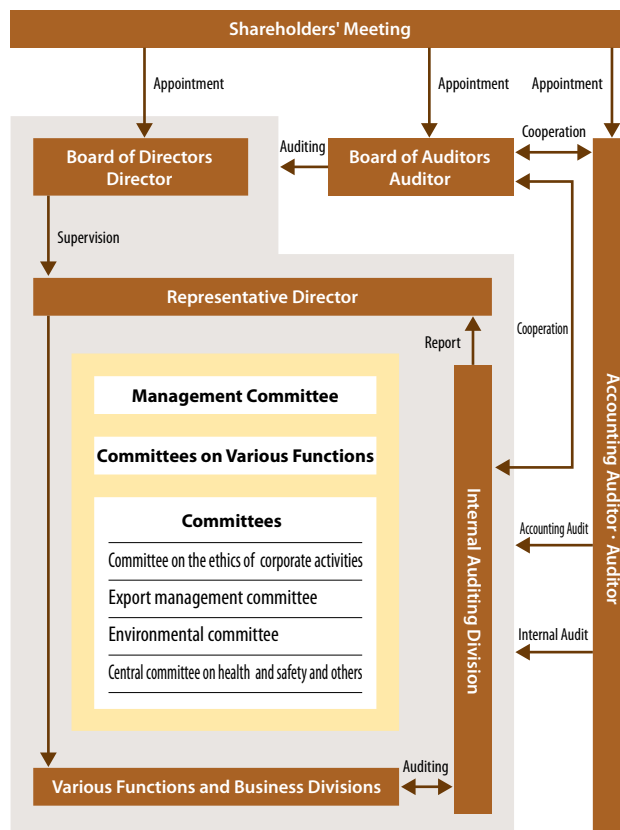 Shareholders' Meeting
Appointment
Appointment
Appointment
Cooperation
Board of Directors
Director
Auditing
Board of Auditors
Auditor
Supervision
Representative Director
Cooperation
Report
Management Committee
Committees on Various Functions
Committees
Committee on the ethics of corporate activities
Export management committee
Environmental committee
Central committee on health and safety and others
Internal Auditing Division
Accounting Auditor · Auditor
Accounting Audit
Internal Audit
Auditing
Various Functions and Business Divisions